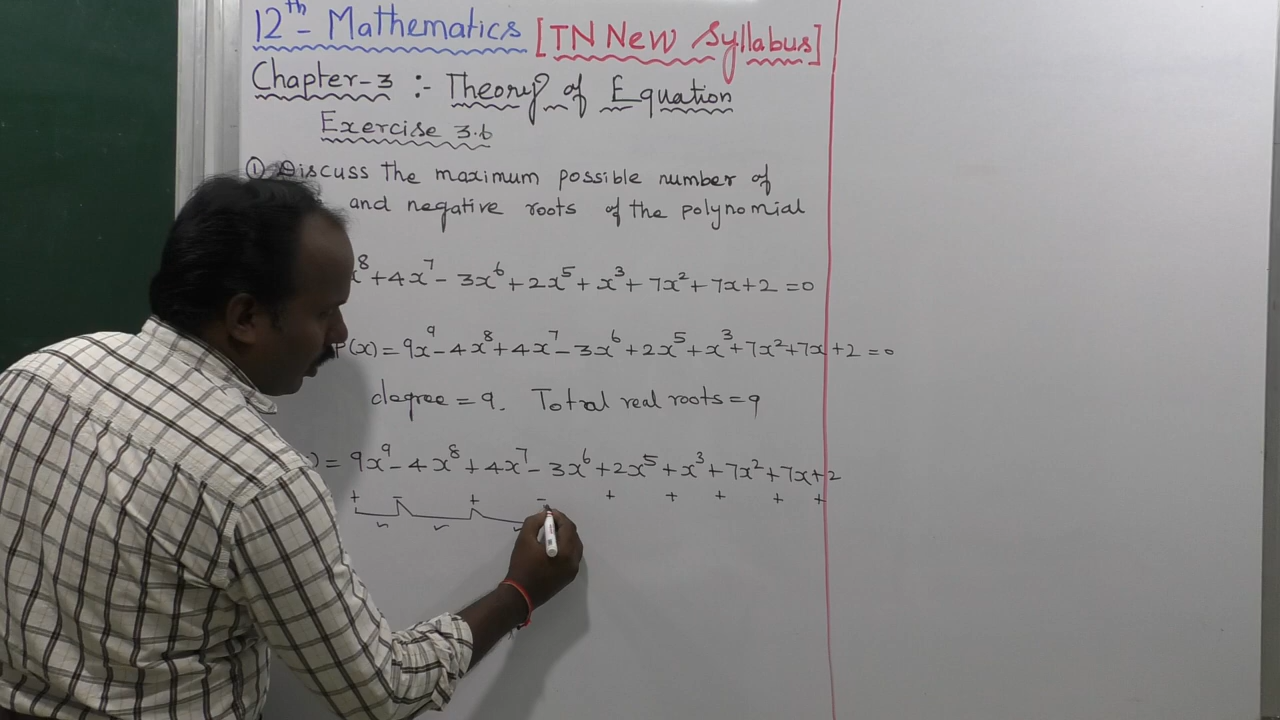 12th - Mathematics [TN New Syllabus]
Chapter-3 :- Theory of Equation
Exercise 3.6
① Discuss the maximum possible number of
and negative roots of the polynomial
x⁸+4x⁷-3x⁶+2x⁵+x³+7x²+7x+2=0
P(x)=9x⁹-4x⁸+4x⁷-3x⁶+2x⁵+x³+7x²+7x+2=0
degree = 9. Total real roots=9
)= 9x⁹-4x⁸+4x⁷-3x⁶+2x⁵+x³+7x²+7x+2
+ - + - + + + + +